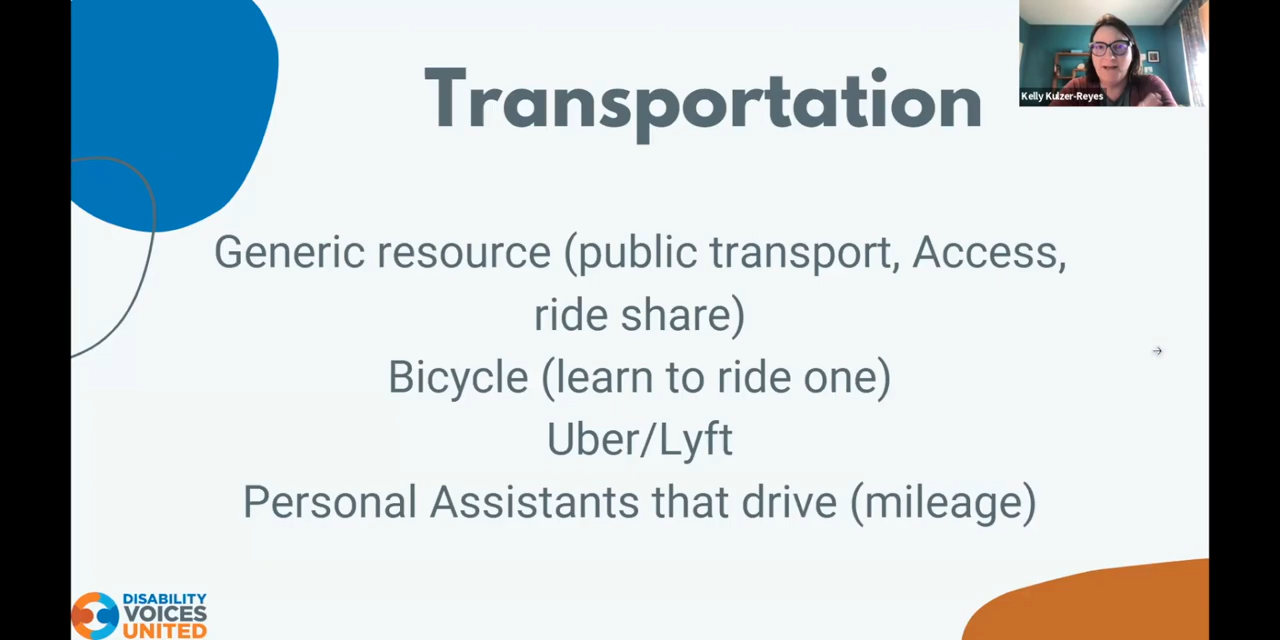 Transportation
Kelly Kulzer-Reyes
Generic resource (public transport, Access,
ride share)
Bicycle (learn to ride one)
Uber/Lyft
Personal Assistants that drive (mileage)
DISABILITY
VOICES
UNITED